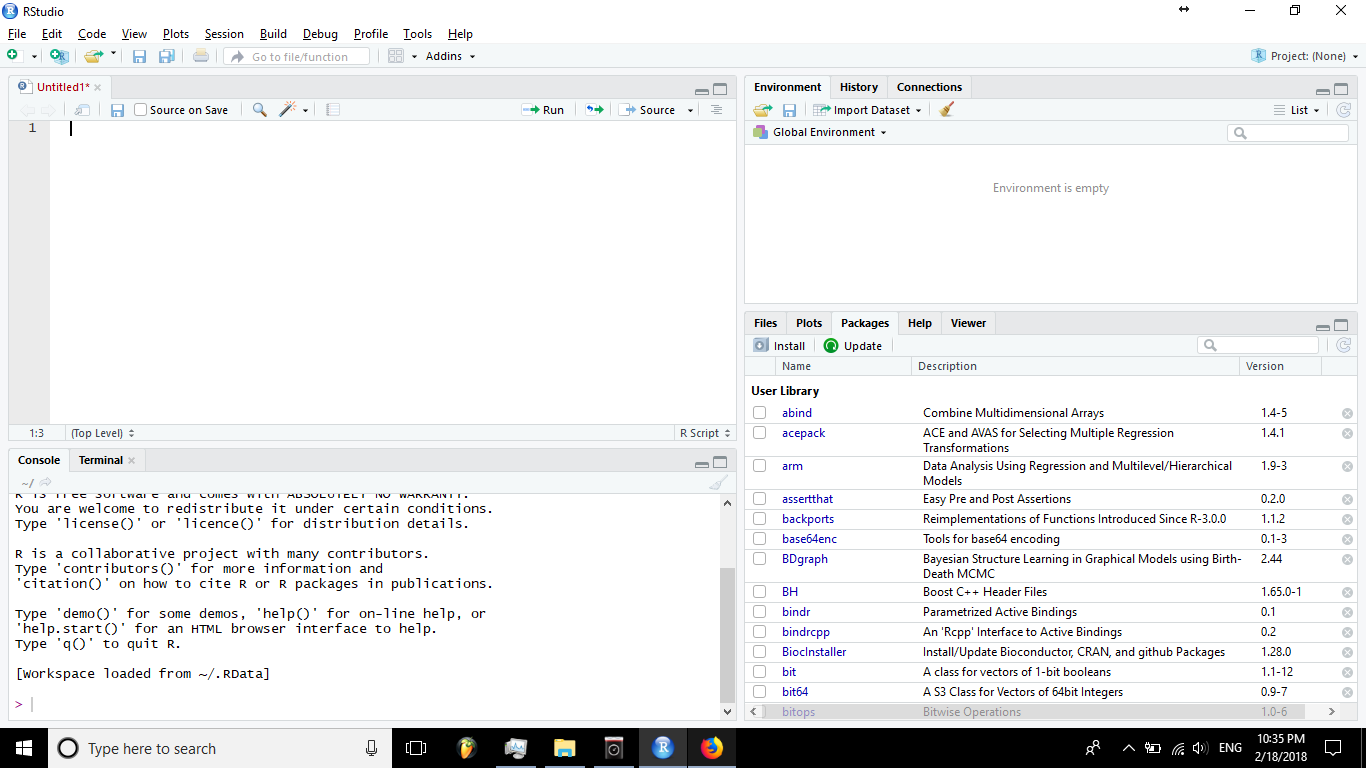 RStudio
File Edit Code View Plots Session Build Debug Profile Tools Help
Go to file/function Addins Project: (None)
Untitled1*
Source on Save Run Source
1
1:3 (Top Level) R Script
Console Terminal
~/
R is free software and comes with ABSOLUTELY NO WARRANTY.
You are welcome to redistribute it under certain conditions.
Type 'license()' or 'licence()' for distribution details.
R is a collaborative project with many contributors.
Type 'contributors()' for more information and
'citation()' on how to cite R or R packages in publications.
Type 'demo()' for some demos, 'help()' for on-line help, or
'help.start()' for an HTML browser interface to help.
Type 'q()' to quit R.
[Workspace loaded from ~/.RData]
>
Environment History Connections
Import Dataset List
Global Environment
Environment is empty
Files Plots Packages Help Viewer
Install Update
Name Description Version
User Library
abind Combine Multidimensional Arrays 1.4-5
acepack ACE and AVAS for Selecting Multiple Regression 1.4.1
Transformations
arm Data Analysis Using Regression and Multilevel/Hierarchical 1.9-3
Models
assertthat Easy Pre and Post Assertions 0.2.0
backports Reimplementations of Functions Introduced Since R-3.0.0 1.1.2
base64enc Tools for base64 encoding 0.1-3
BDgraph Bayesian Structure Learning in Graphical Models using Birth- 2.44
Death MCMC
BH Boost C++ Header Files 1.65.0-1
bindr Parametrized Active Bindings 0.1
bindrcpp An 'Rcpp' Interface to Active Bindings 0.2
BiocInstaller Install/Update Bioconductor, CRAN, and github Packages 1.28.0
bit A class for vectors of 1-bit booleans 1.1-12
bit64 A S3 Class for Vectors of 64bit Integers 0.9-7
bitops Bitwise Operations 1.0-6
Type here to search
ENG
10:35 PM
2/18/2018